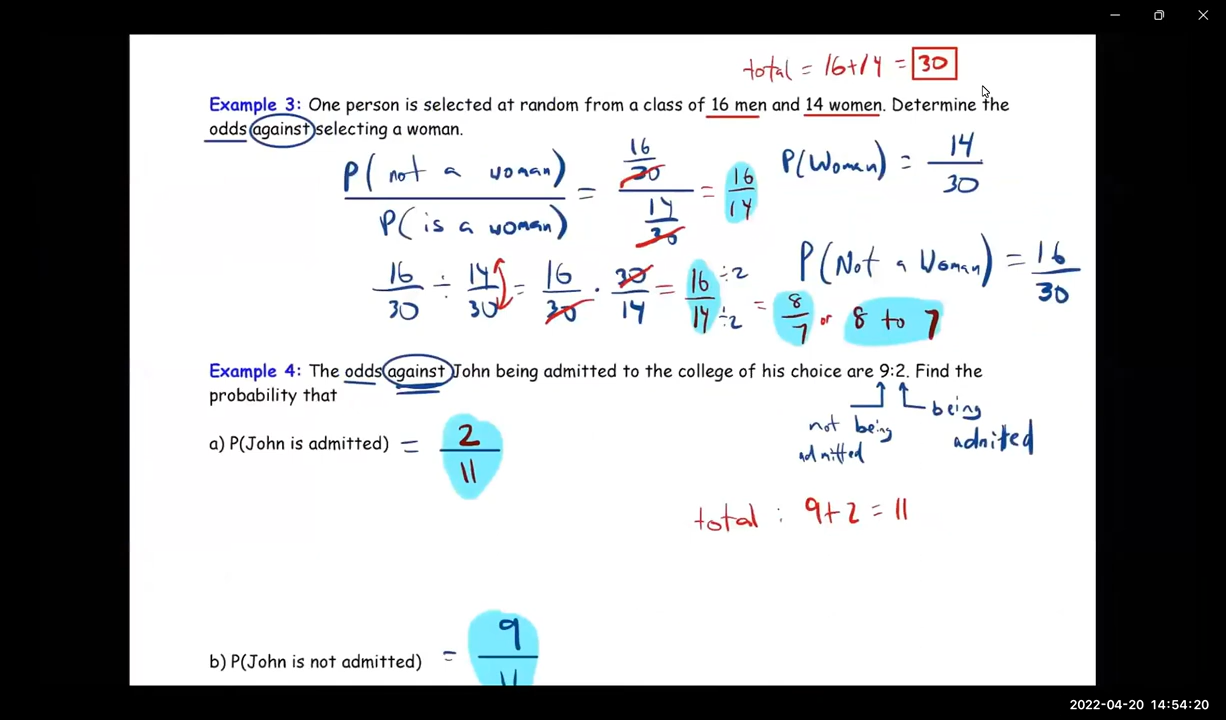 total = 16+14 = 30
Example 3: One person is selected at random from a class of 16 men and 14 women. Determine the
odds against selecting a woman.
P( not a woman) / P( is a woman) = 16/30 / 14/30 = 16/14
P(Women) = 14/30
16/30 ÷ 14/30 = 16/30 · 30/14 = 16/14 ÷2 ÷2 = 8/7 or 8 to 7
P(Not a Woman) = 16/30
Example 4: The odds against John being admitted to the college of his choice are 9:2. Find the
probability that
not being admitted
being admitted
a) P(John is admitted) = 2/11
total : 9+2 = 11
b) P(John is not admitted) = 9/11
2022-04-20 14:54:20